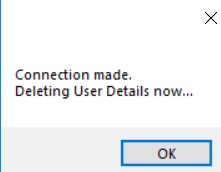 Connection made.
Deleting User Details now...
OK